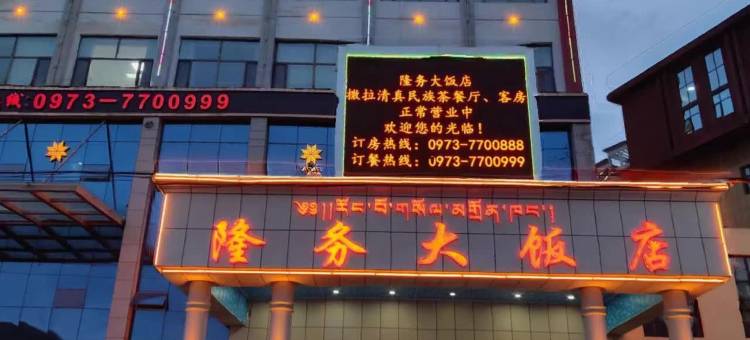 隆务大饭店
撒拉清真民族茶餐厅、客房
正常营业中
欢迎您的光临！
订房热线：0973-7700888
订餐热线：0973-7700999
线：0973-7700999
隆务大饭店